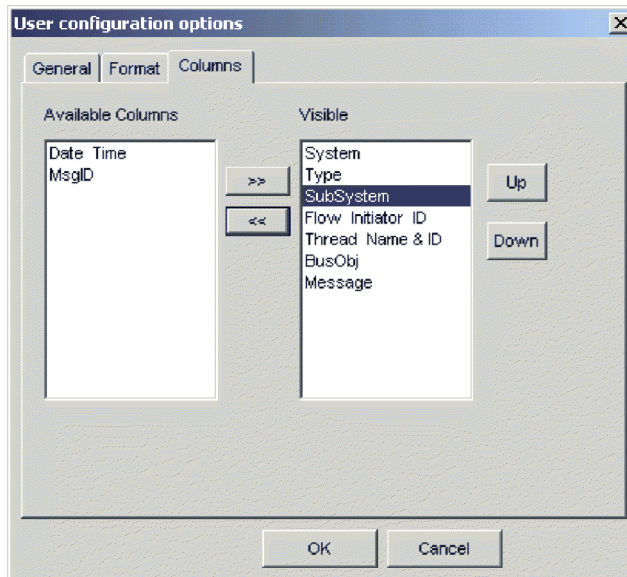 User configuration options
General Format Columns
Available Columns Visible
Date Time
MsgID
>>
<<
System
Type
SubSystem
Flow Initiator ID
Thread Name & ID
BusObj
Message
Up
Down
OK Cancel